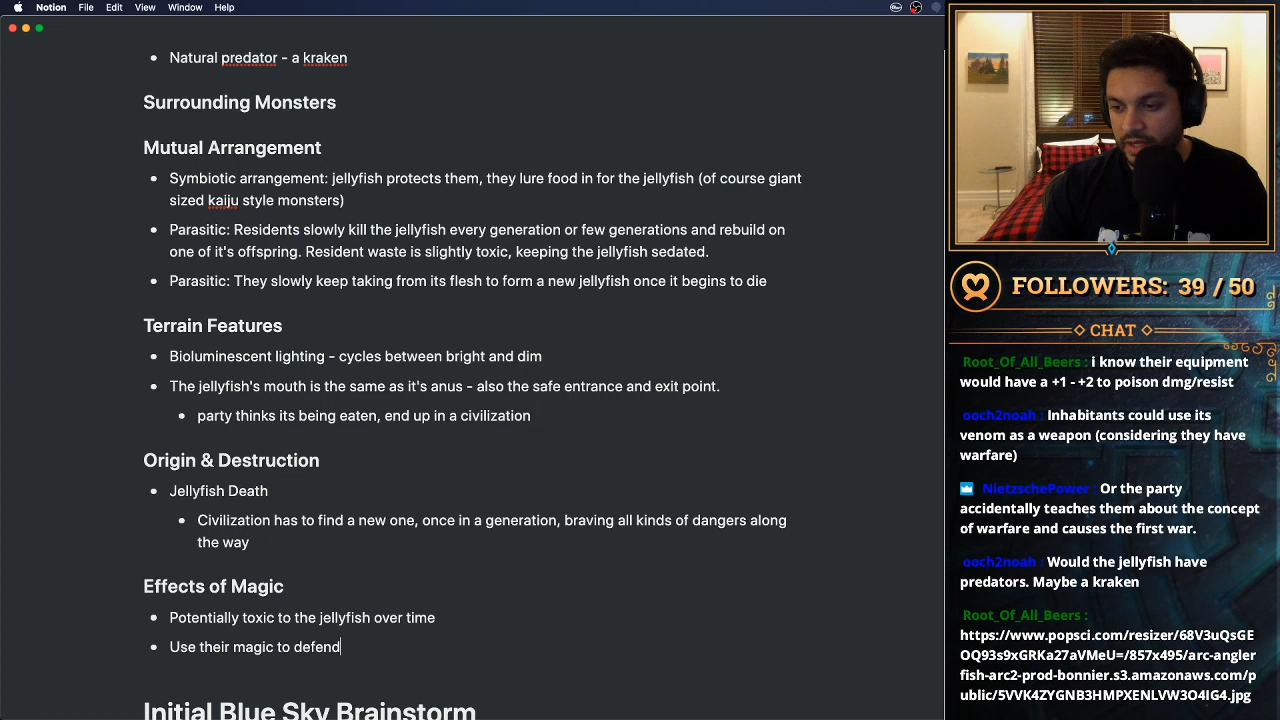 Notion File Edit View Window Help
Natural predator - a kraken
Surrounding Monsters
Mutual Arrangement
Symbiotic arrangement: jellyfish protects them, they lure food in for the jellyfish (of course giant
sized kaiju style monsters)
Parasitic: Residents slowly kill the jellyfish every generation or few generations and rebuild on
one of it's offspring. Resident waste is slightly toxic, keeping the jellyfish sedated.
Parasitic: They slowly keep taking from its flesh to form a new jellyfish once it begins to die
Terrain Features
Bioluminescent lighting - cycles between bright and dim
The jellyfish's mouth is the same as it's anus - also the safe entrance and exit point.
party thinks its being eaten, end up in a civilization
Origin & Destruction
Jellyfish Death
Civilization has to find a new one, once in a generation, braving all kinds of dangers along
the way
Effects of Magic
Potentially toxic to the jellyfish over time
Use their magic to defend
Initial Blue Sky Brainstorm
FOLLOWERS: 39 / 50
CHAT
Root_Of_All_Beers : i know their equipment
would have a +1 - +2 to poison dmg/resist
ooch2noah : Inhabitants could use its
venom as a weapon (considering they have
warfare)
NietzschePower : Or the party
accidentally teaches them about the concept
of warfare and causes the first war.
ooch2noah : Would the jellyfish have
predators. Maybe a kraken
Root_Of_All_Beers :
https://www.popsci.com/resizer/68V3uQsGE
OQ93s9xGRKa27aVMeU=/857x495/arc-angler
fish-arc2-prod-bonnier.s3.amazonaws.com/p
ublic/5VVK4ZYGNB3HMPXENLVW3O4IG4.jpg